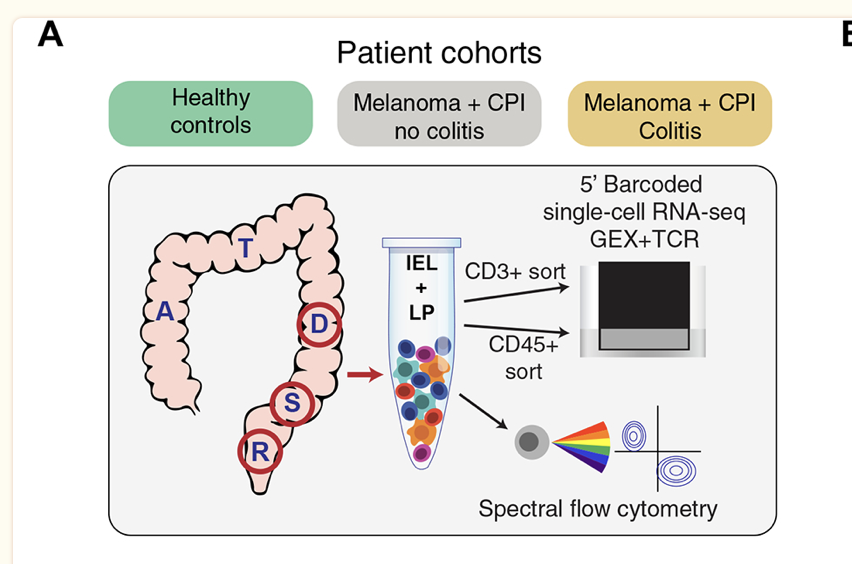 A
Patient cohorts
Healthy
controls
Melanoma + CPI
no colitis
Melanoma + CPI
Colitis
5’ Barcoded
single-cell RNA-seq
GEX+TCR
T
A
D
S
R
IEL
+
LP
CD3+ sort
CD45+
sort
Spectral flow cytometry